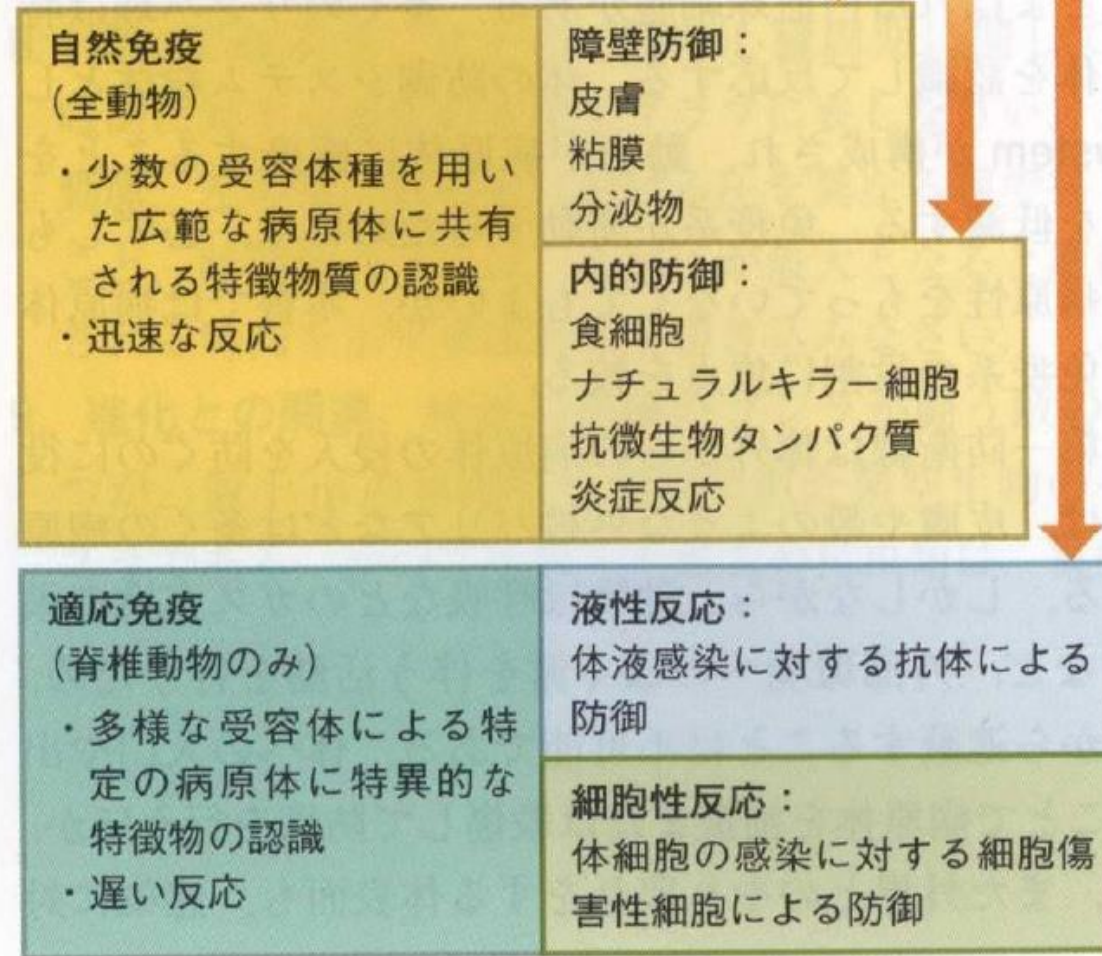 自然免疫
(全動物)
・少数の受容体種を用い
た広範な病原体に共有
される特徴物質の認識
・迅速な反応
障壁防御：
皮膚
粘膜
分泌物
内的防御：
食細胞
ナチュラルキラー細胞
抗微生物タンパク質
炎症反応
適応免疫
(脊椎動物のみ)
・多様な受容体による特
定の病原体に特異的な
特徴物の認識
・遅い反応
液性反応：
体液感染に対する抗体による
防御
細胞性反応：
体細胞の感染に対する細胞傷
害性細胞による防御